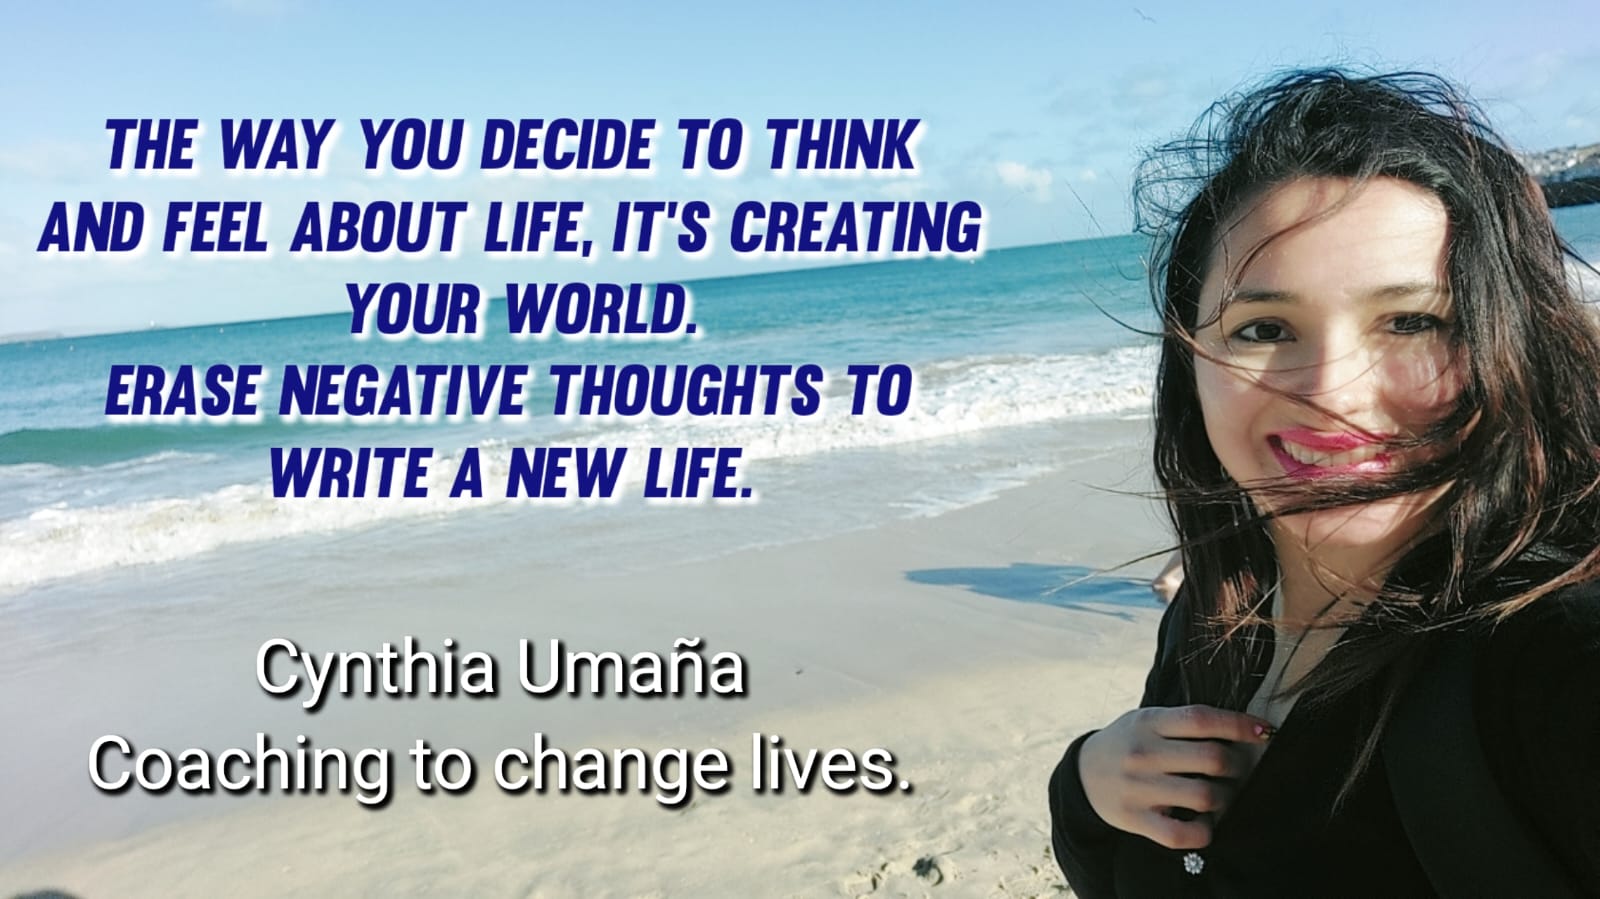 THE WAY YOU DECIDE TO THINK
AND FEEL ABOUT LIFE, IT'S CREATING
YOUR WORLD.
ERASE NEGATIVE THOUGHTS TO
WRITE A NEW LIFE.
Cynthia Umaña
Coaching to change lives.